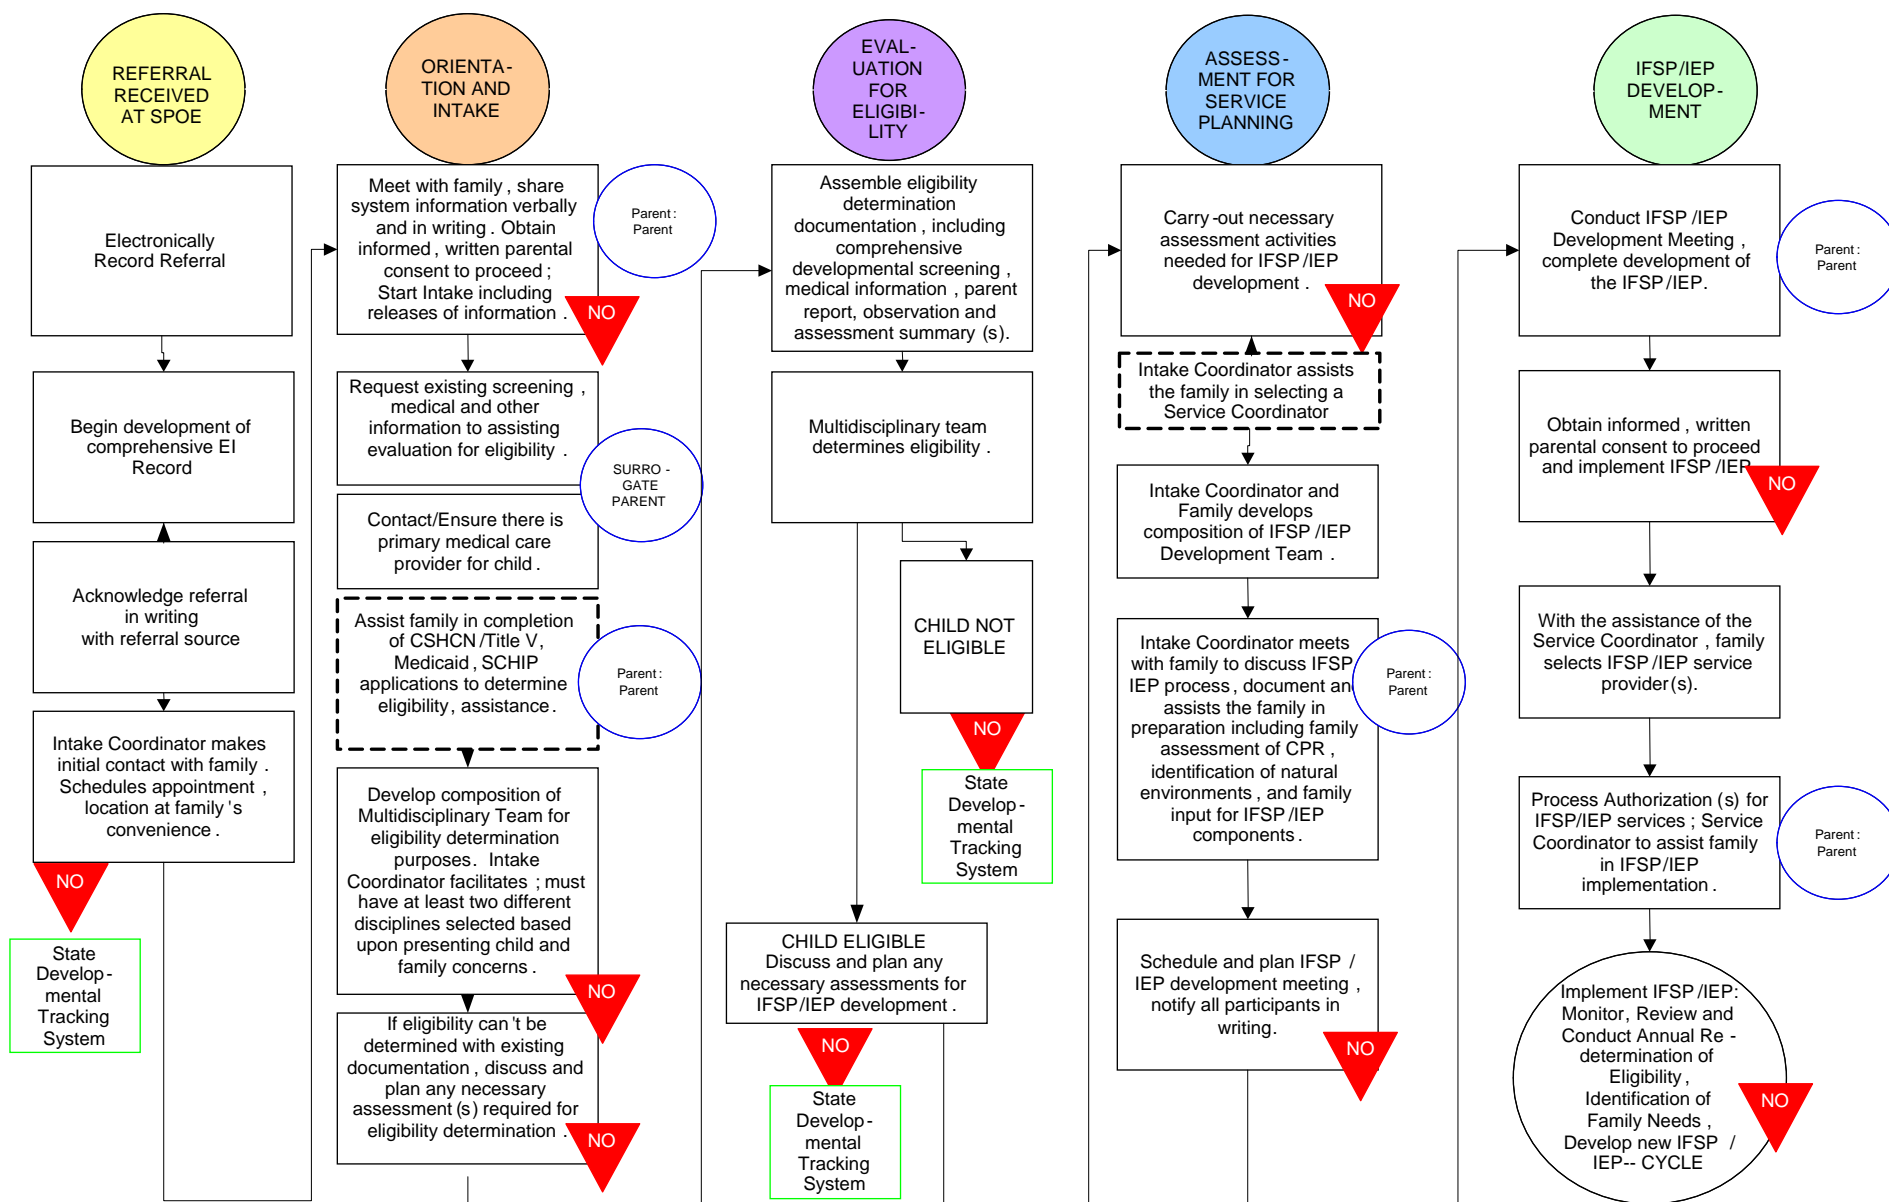 REFERRAL
RECEIVED
AT SPOE
Electronically
Record Referral
Begin development of
comprehensive EI
Record
Acknowledge referral
in writing
with referral source
Intake Coordinator makes
initial contact with family .
Schedules appointment ,
location at family 's
convenience .
NO
State
Develop-
mental
Tracking
System
ORIENTA-
TION AND
INTAKE
Meet with family , share
system information verbally
and in writing . Obtain
informed , written parental
consent to proceed ;
Start Intake including
releases of information .
NO
Parent :
Parent
Request existing screening ,
medical and other
information to assisting
evaluation for eligibility .
SURRO -
GATE
PARENT
Contact/Ensure there is
primary medical care
provider for child .
Assist family in completion
of CSHCN /Title V,
Medicaid , SCHIP
applications to determine
eligibility , assistance .
Parent :
Parent
Develop composition of
Multidisciplinary Team for
eligibility determination
purposes. Intake
Coordinator facilitates ; must
have at least two different
disciplines selected based
upon presenting child and
family concerns .
NO
If eligibility can't be
determined with existing
documentation , discuss and
plan any necessary
assessment (s) required for
eligibility determination .
NO
EVAL-
UATION
FOR
ELIGIBI-
LITY
Assemble eligibility
determination
documentation , including
comprehensive
developmental screening ,
medical information , parent
report, observation and
assessment summary (s).
Multidisciplinary team
determines eligibility .
CHILD NOT
ELIGIBLE
NO
State
Develop-
mental
Tracking
System
CHILD ELIGIBLE
Discuss and plan any
necessary assessments for
IFSP/IEP development .
NO
State
Develop-
mental
Tracking
System
ASSESS-
MENT FOR
SERVICE
PLANNING
Carry-out necessary
assessment activities
needed for IFSP /IEP
development .
NO
Intake Coordinator assists
the family in selecting a
Service Coordinator
Intake Coordinator and
Family develops
composition of IFSP /IEP
Development Team .
Intake Coordinator meets
with family to discuss IFSP
IEP process , document an
assists the family in
preparation including family
assessment of CPR ,
identification of natural
environments , and family
input for IFSP /IEP
components .
Parent :
Parent
Schedule and plan IFSP /
IEP development meeting ,
notify all participants in
writing.
NO
IFSP /IEP
DEVELOP-
MENT
Conduct IFSP /IEP
Development Meeting ,
complete development of
the IFSP /IEP.
Parent :
Parent
Obtain informed , written
parental consent to proceed
and implement IFSP /IEP
NO
With the assistance of the
Service Coordinator , family
selects IFSP /IEP service
provider(s).
Process Authorization (s) for
IFSP/IEP services ; Service
Coordinator to assist family
in IFSP/IEP
implementation .
Parent :
Parent
Implement IFSP /IEP:
Monitor, Review and
Conduct Annual Re -
determination of
Eligibility ,
Identification of
Family Needs ,
Develop new IFSP /
IEP-- CYCLE
NO